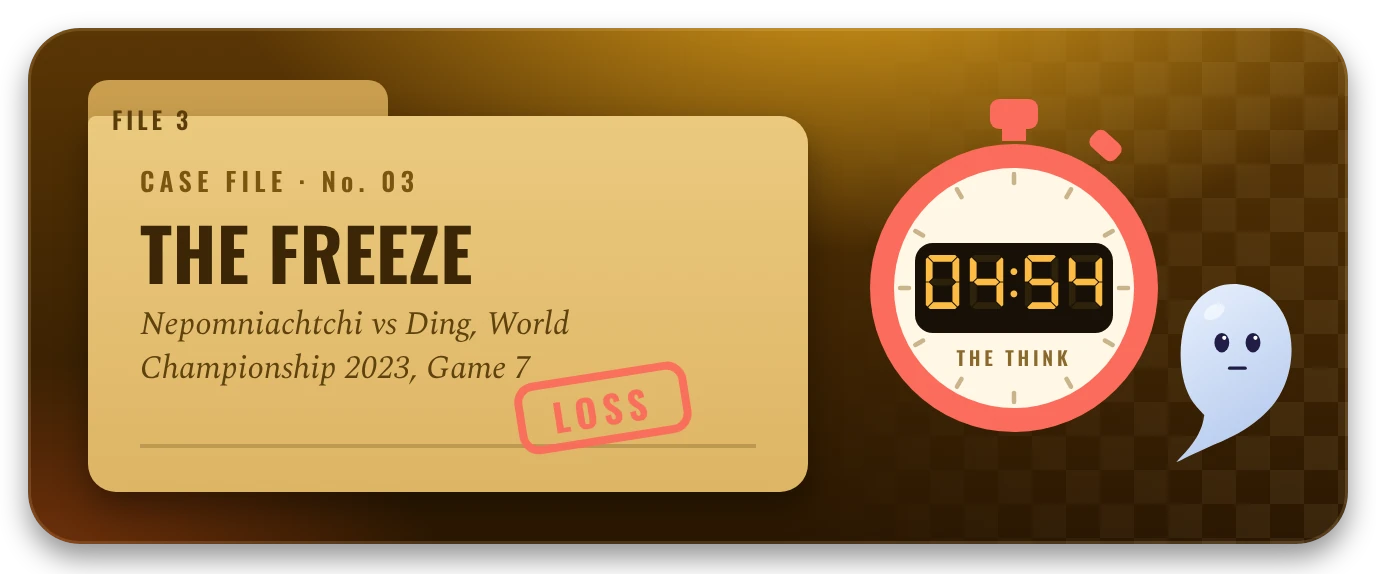 FILE 3
CASE FILE · No. 03
THE FREEZE
Nepomniachtchi vs Ding, World
Championship 2023, Game 7
LOSS
04:54
THE THINK